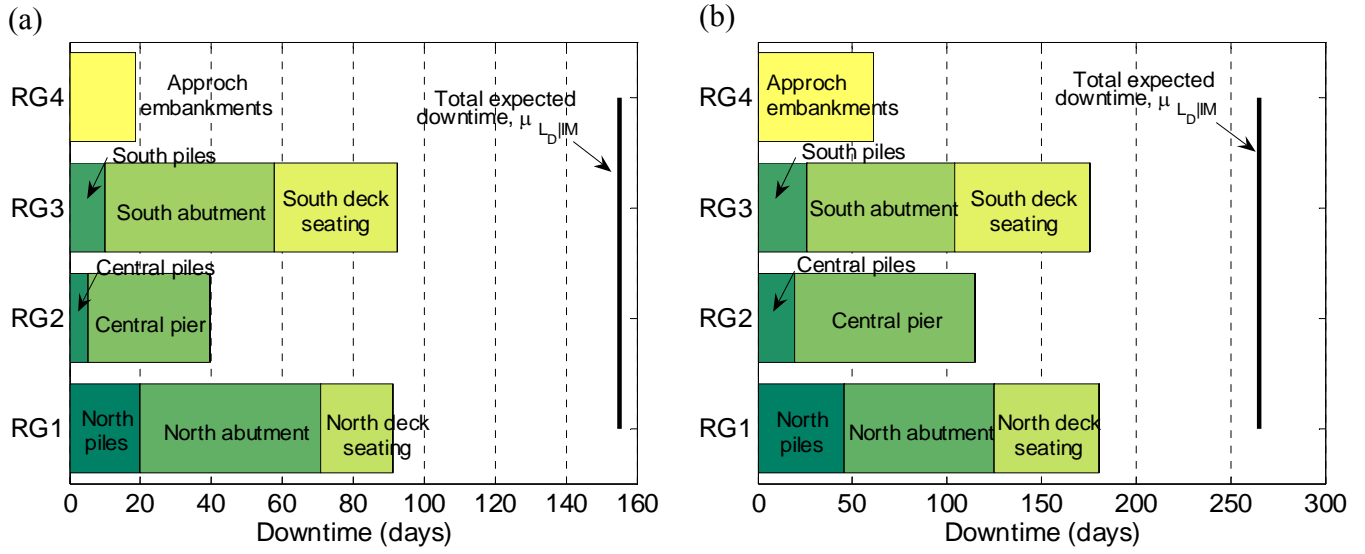 (a)
RG4
RG3
RG2
RG1
Approch
embankments
South piles
South abutment
South deck
seating
Central piles
Central pier
North
piles
North abutment
North deck
seating
Total expected
downtime, μ L_D|IM
0 20 40 60 80 100 120 140 160
Downtime (days)
(b)
RG4
RG3
RG2
RG1
Approch
embankments
South piles
South abutment
South deck
seating
Central piles
Central pier
North
piles
North abutment
North deck
seating
Total expected
downtime, μ L_D|IM
0 50 100 150 200 250 300
Downtime (days)